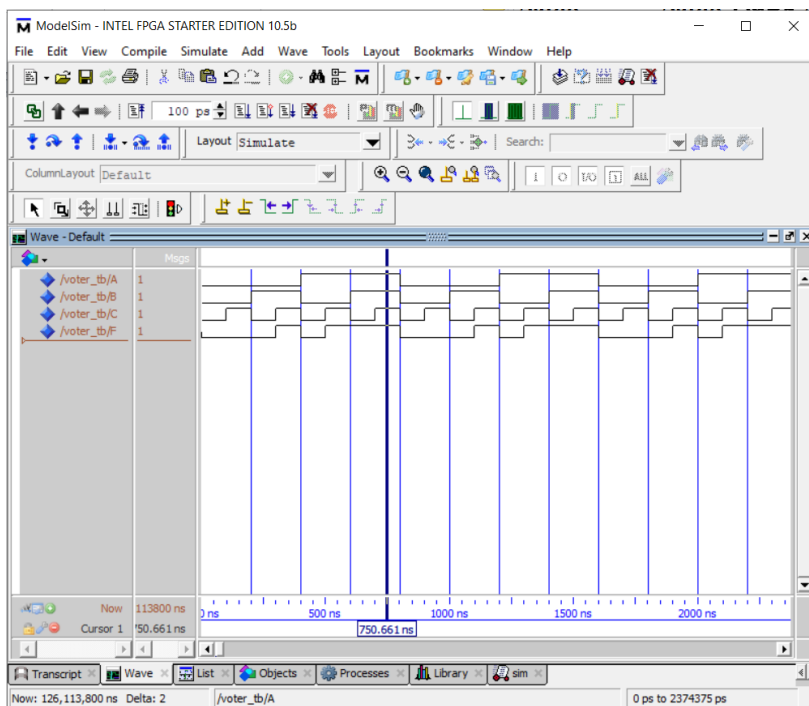 ModelSim - INTEL FPGA STARTER EDITION 10.5b
File Edit View Compile Simulate Add Wave Tools Layout Bookmarks Window Help
100 ps
Layout Simulate Search:
ColumnLayout Default
ALL
Wave - Default
Msgs
/voter_tb/A 1
/voter_tb/B 1
/voter_tb/C 1
/voter_tb/F 1
Now 113800 ns 0 ns 500 ns 1000 ns 1500 ns 2000 ns
Cursor 1 '50.661 ns 750.661 ns
Transcript Wave List Objects Processes Library sim
Now: 126,113,800 ns Delta: 2 /voter_tb/A 0 ps to 2374375 ps